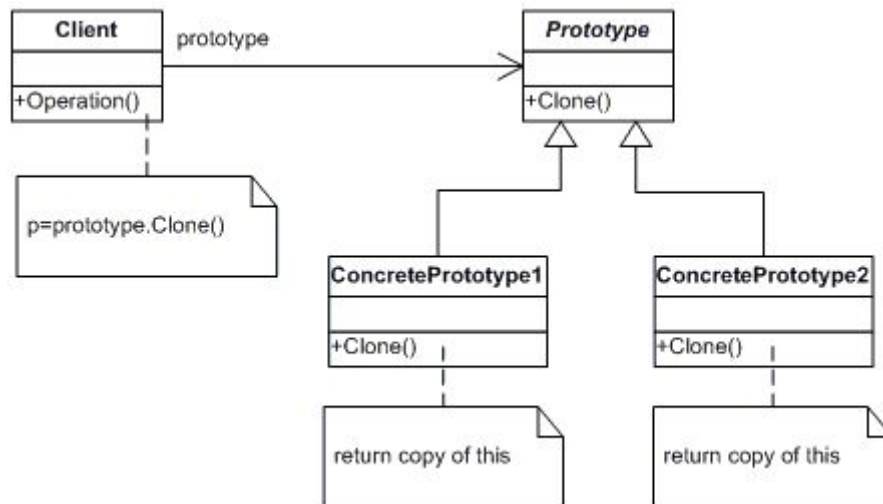 Client
prototype
Prototype
+Operation()
+Clone()
p=prototype.Clone()
ConcretePrototype1
ConcretePrototype2
+Clone()
+Clone()
return copy of this
return copy of this